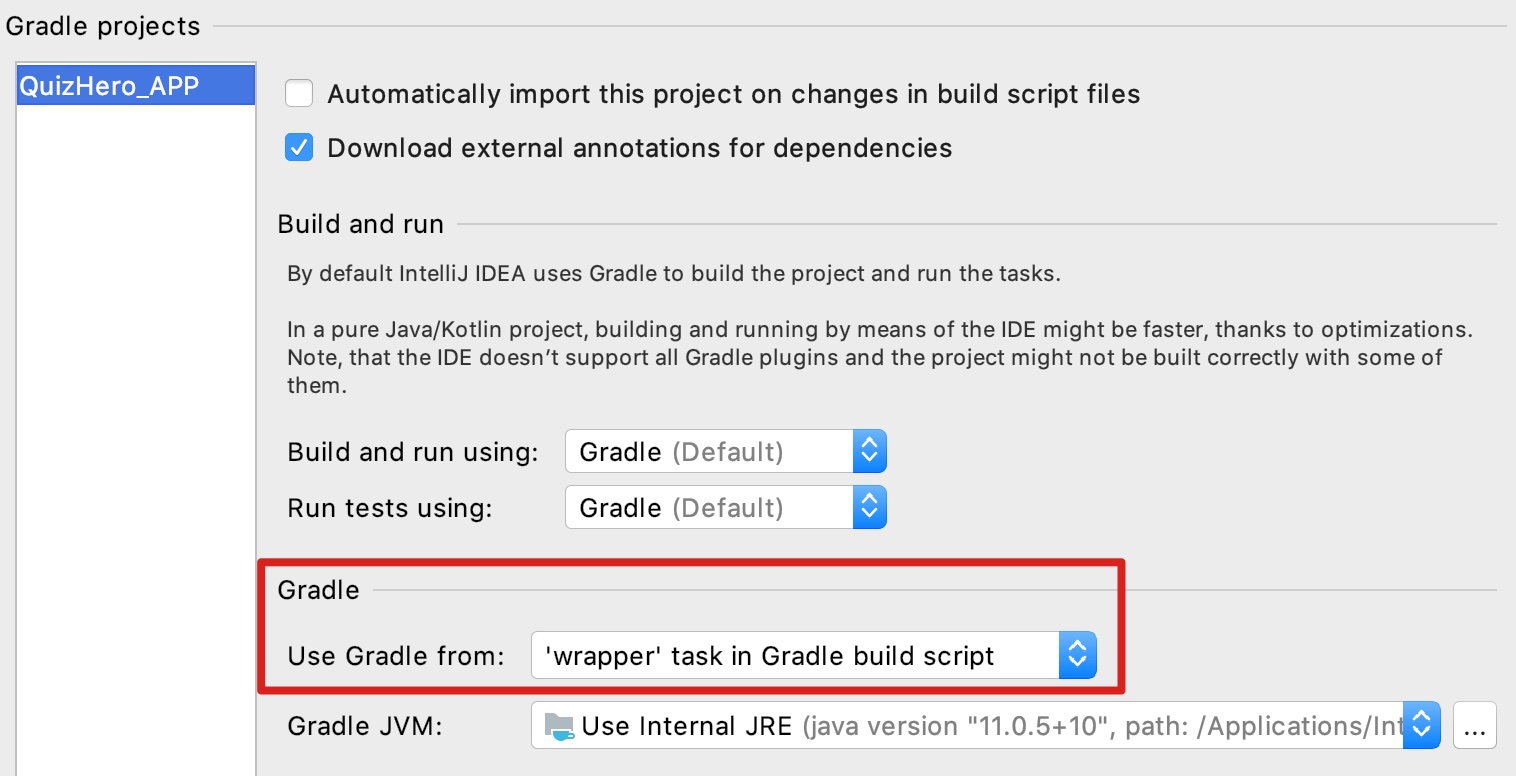 Gradle projects
QuizHero_APP
Automatically import this project on changes in build script files
Download external annotations for dependencies
Build and run
By default IntelliJ IDEA uses Gradle to build the project and run the tasks.
In a pure Java/Kotlin project, building and running by means of the IDE might be faster, thanks to optimizations.
Note, that the IDE doesn’t support all Gradle plugins and the project might not be built correctly with some of
them.
Build and run using: Gradle (Default)
Run tests using: Gradle (Default)
Gradle
Use Gradle from: 'wrapper' task in Gradle build script
Gradle JVM: Use Internal JRE (java version "11.0.5+10", path: /Applications/Int ...